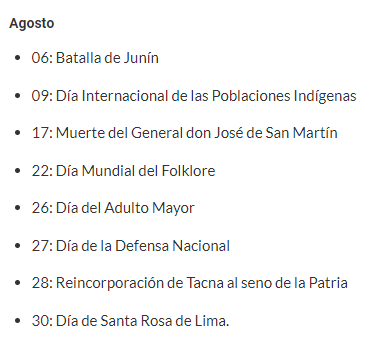 Agosto
• 06: Batalla de Junín
• 09: Día Internacional de las Poblaciones Indígenas
• 17: Muerte del General don José de San Martín
• 22: Día Mundial del Folklore
• 26: Día del Adulto Mayor
• 27: Día de la Defensa Nacional
• 28: Reincorporación de Tacna al seno de la Patria
• 30: Día de Santa Rosa de Lima.